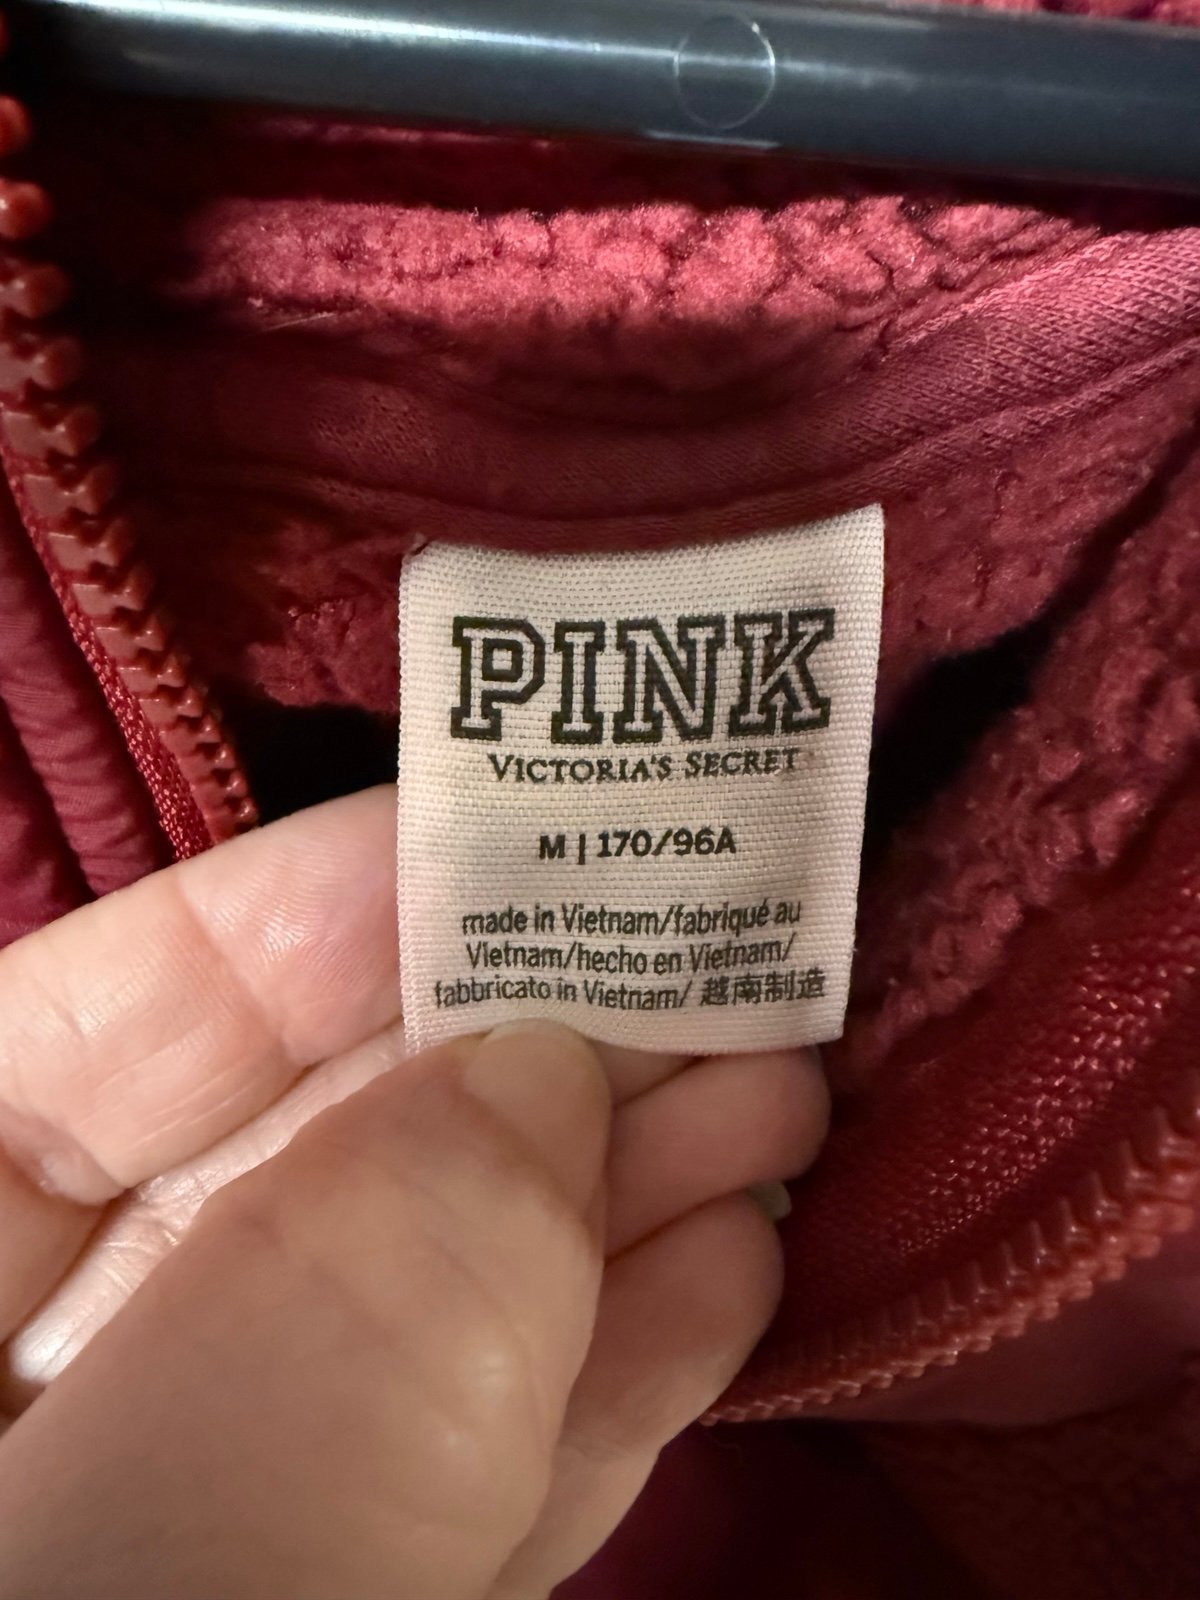 PINK
VICTORIA'S SECRET
M | 170/96A
made in Vietnam/fabriqué au
Vietnam/hecho en Vietnam/
fabbricato in Vietnam/ 越南制造